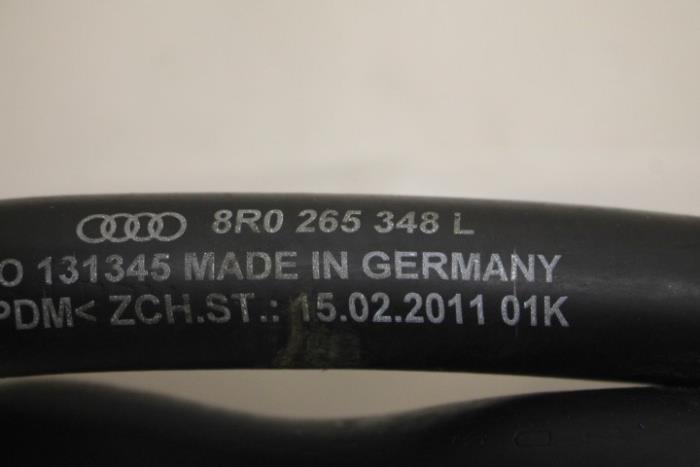 8R0 265 348 L
O 131345 MADE IN GERMANY
PDM< ZCH.ST.: 15.02.2011 01K